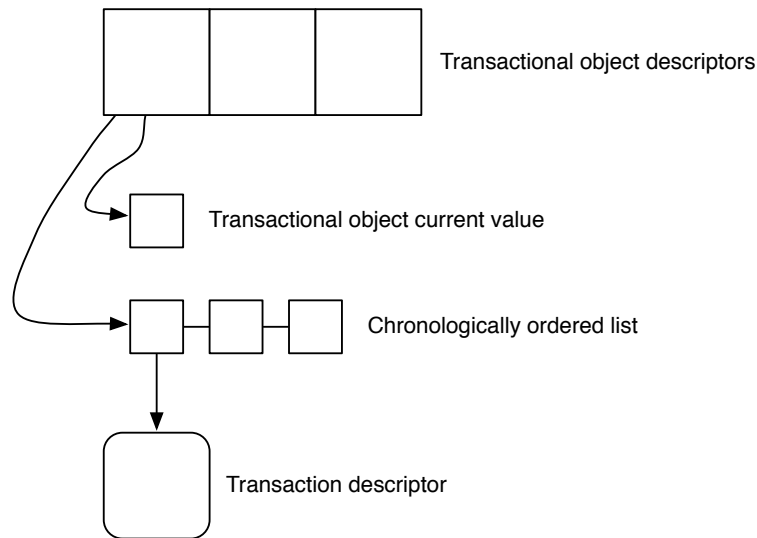 Transactional object descriptors
Transactional object current value
Chronologically ordered list
Transaction descriptor